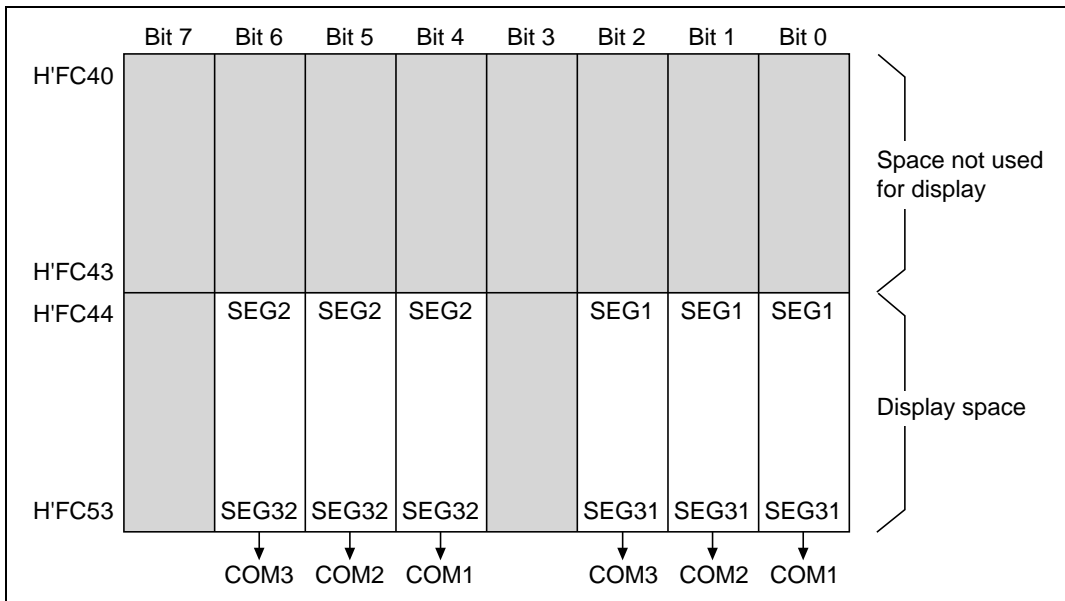 Bit 7 Bit 6 Bit 5 Bit 4 Bit 3 Bit 2 Bit 1 Bit 0
H'FC40
Space not used
for display
H'FC43
H'FC44 SEG2 SEG2 SEG2 SEG1 SEG1 SEG1
Display space
H'FC53 SEG32 SEG32 SEG32 SEG31 SEG31 SEG31
COM3 COM2 COM1 COM3 COM2 COM1